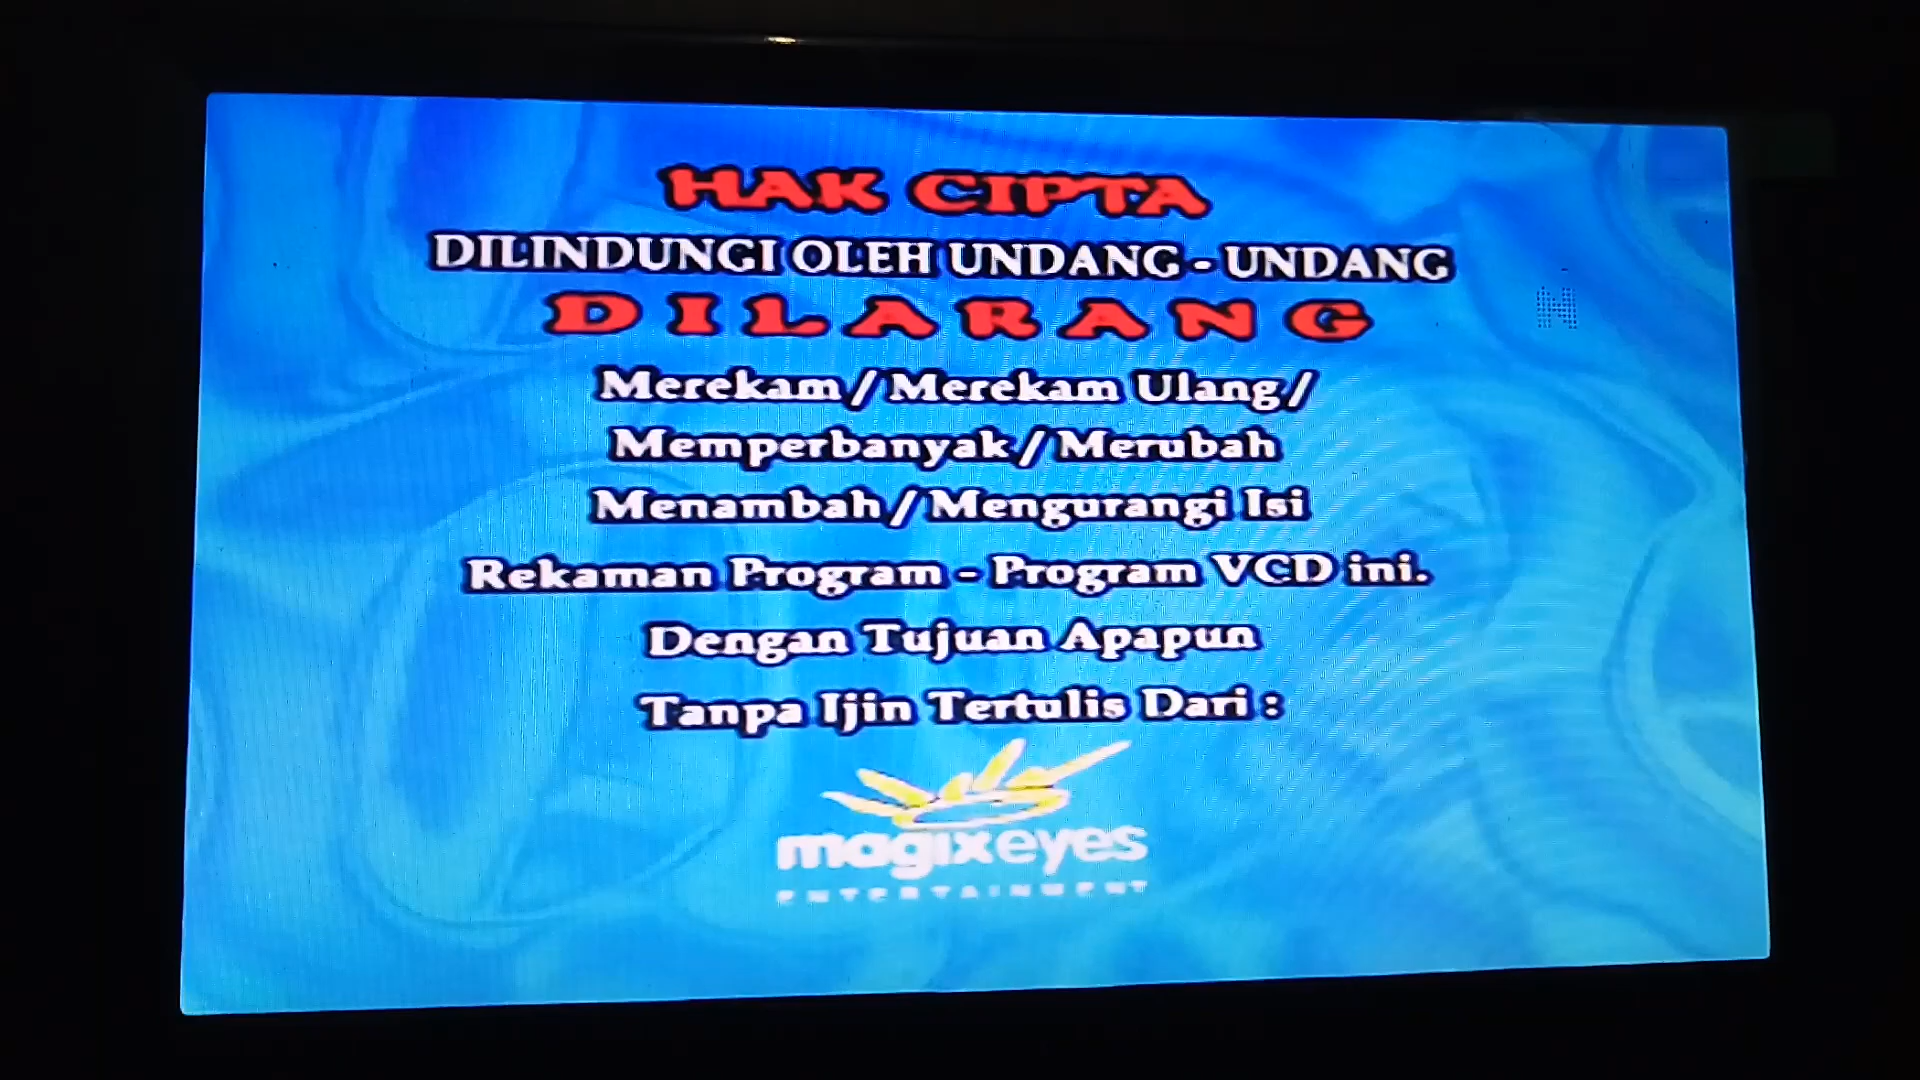 HAK CIPTA
DILINDUNGI OLEH UNDANG - UNDANG
DILARANG
Merekam / Merekam Ulang /
Memperbanyak / Merubah
Menambah / Mengurangi Isi
Rekaman Program - Program VCD ini.
Dengan Tujuan Apapun
Tanpa Ijin Tertulis Dari :
magixeyes
ENTERTAINMENT